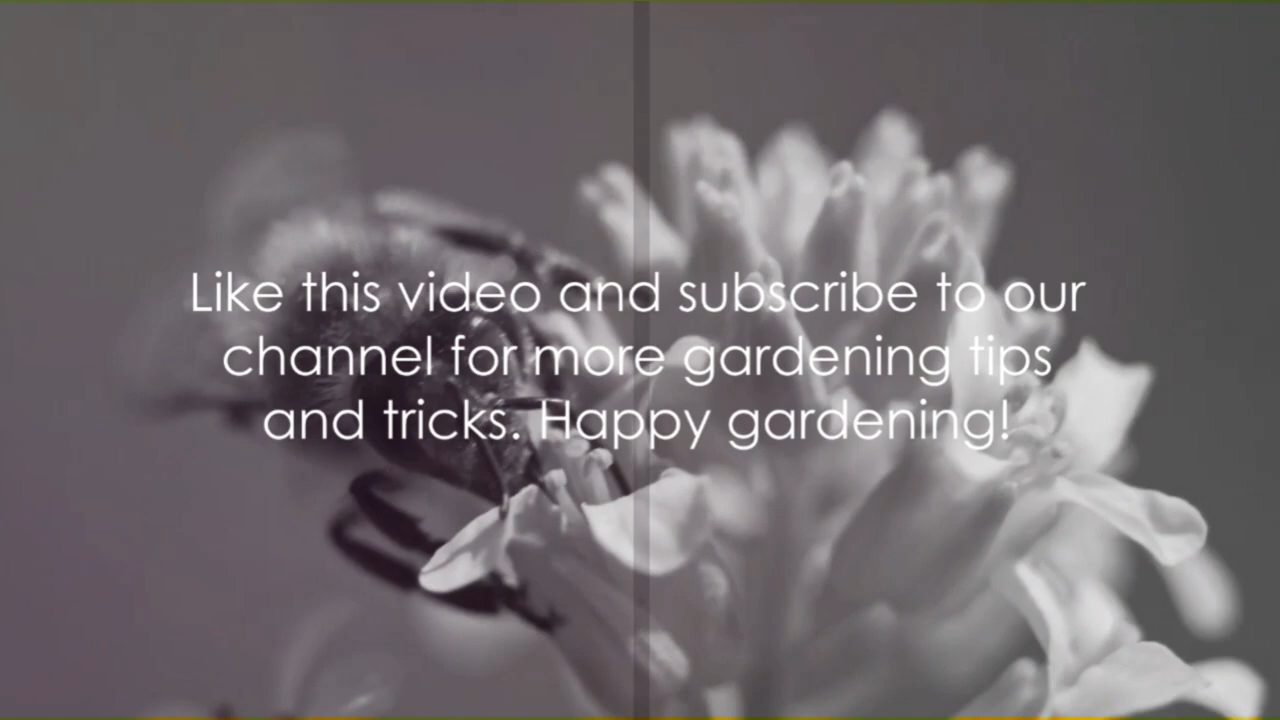 Like this video and subscribe to our
channel for more gardening tips
and tricks. Happy gardening!